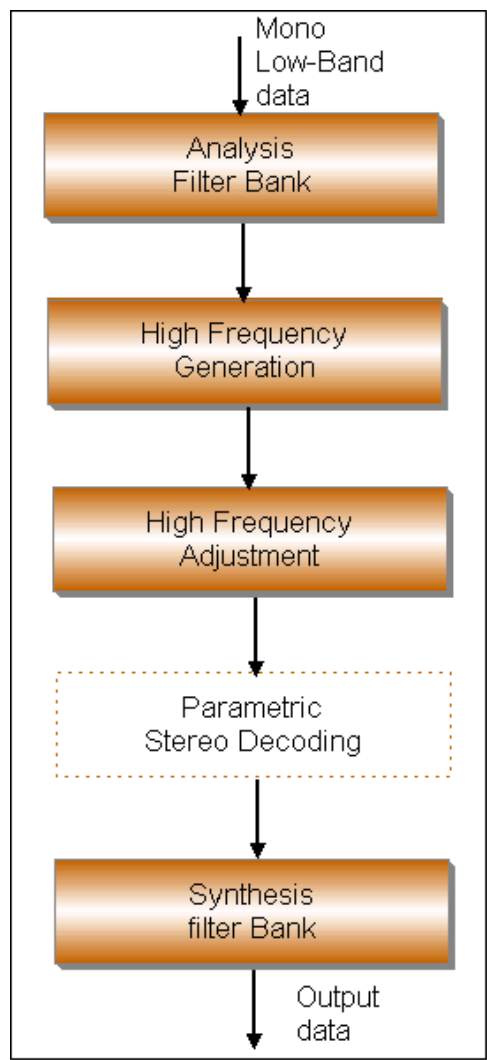 Mono
Low-Band
data
Analysis
Filter Bank
High Frequency
Generation
High Frequency
Adjustment
Parametric
Stereo Decoding
Synthesis
filter Bank
Output
data